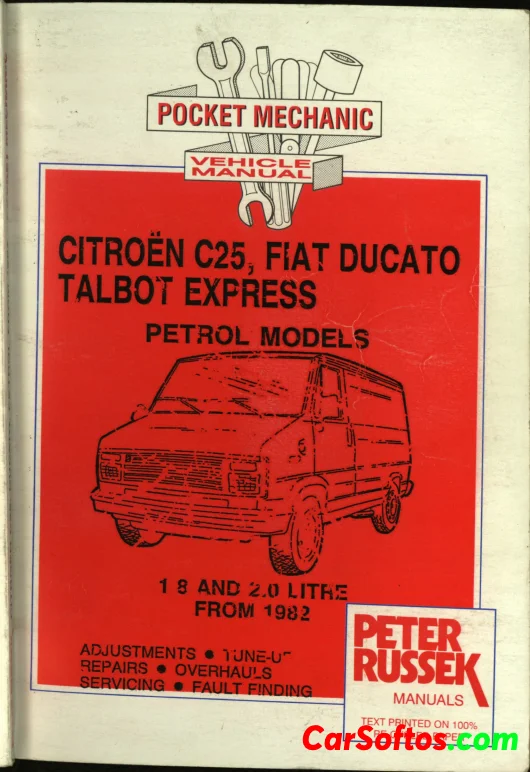 POCKET MECHANIC
VEHICLE
MANUAL
CITROËN C25, FIAT DUCATO
TALBOT EXPRESS
PETROL MODELS
1 8 AND 2.0 LITRE
FROM 1982
ADJUSTMENTS ● TUNE-U
REPAIRS ● OVERHAULS
SERVICING ● FAULT FINDING
PETER
RUSSEK
MANUALS
TEXT PRINTED ON 100%
CarSoftos.com